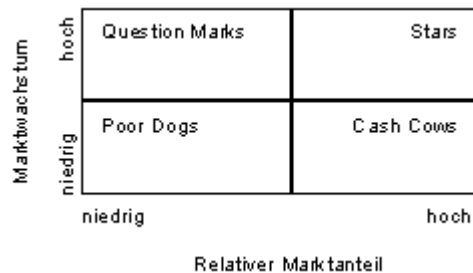 hoch
Question Marks
Stars
Marktwachstum
niedrig
Poor Dogs
Cash Cows
niedrig
hoch
Relativer Marktanteil